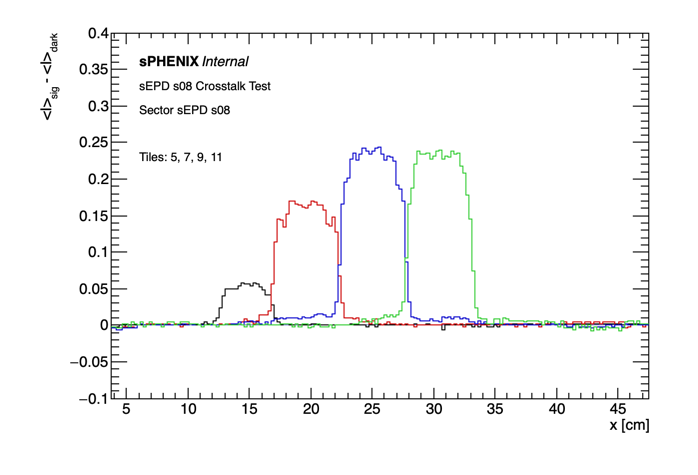 <I>sig - <I>dark
0.4
0.35
0.3
0.25
0.2
0.15
0.1
0.05
0
−0.05
−0.1
sPHENIX Internal
sEPD s08 Crosstalk Test
Sector sEPD s08
Tiles: 5, 7, 9, 11
5 10 15 20 25 30 35 40 45
x [cm]